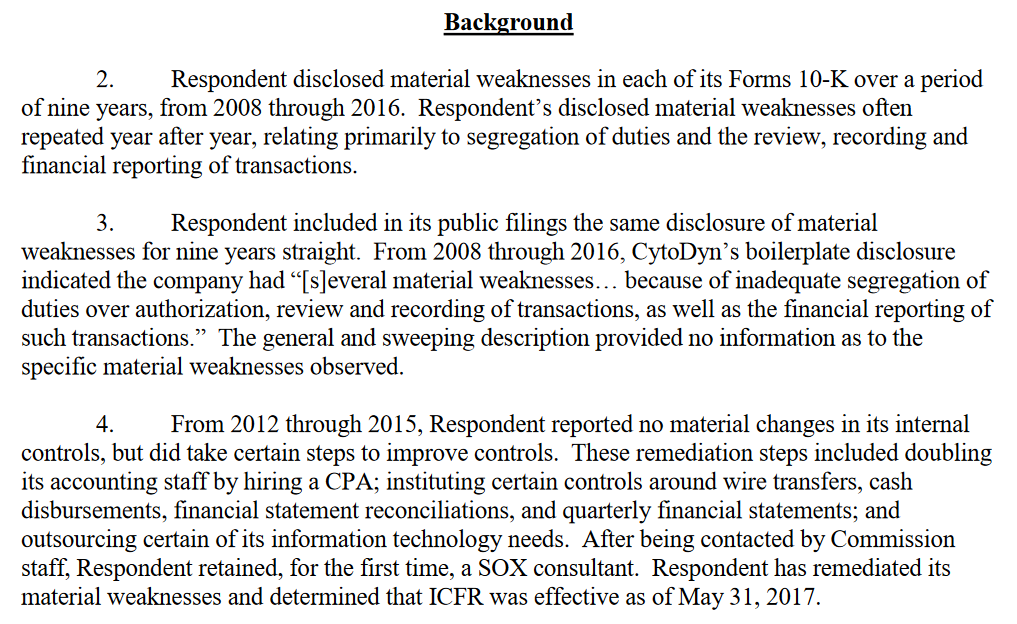 Background
2. Respondent disclosed material weaknesses in each of its Forms 10-K over a period
of nine years, from 2008 through 2016. Respondent’s disclosed material weaknesses often
repeated year after year, relating primarily to segregation of duties and the review, recording and
financial reporting of transactions.
3. Respondent included in its public filings the same disclosure of material
weaknesses for nine years straight. From 2008 through 2016, CytoDyn’s boilerplate disclosure
indicated the company had “[s]everal material weaknesses… because of inadequate segregation of
duties over authorization, review and recording of transactions, as well as the financial reporting of
such transactions.” The general and sweeping description provided no information as to the
specific material weaknesses observed.
4. From 2012 through 2015, Respondent reported no material changes in its internal
controls, but did take certain steps to improve controls. These remediation steps included doubling
its accounting staff by hiring a CPA; instituting certain controls around wire transfers, cash
disbursements, financial statement reconciliations, and quarterly financial statements; and
outsourcing certain of its information technology needs. After being contacted by Commission
staff, Respondent retained, for the first time, a SOX consultant. Respondent has remediated its
material weaknesses and determined that ICFR was effective as of May 31, 2017.